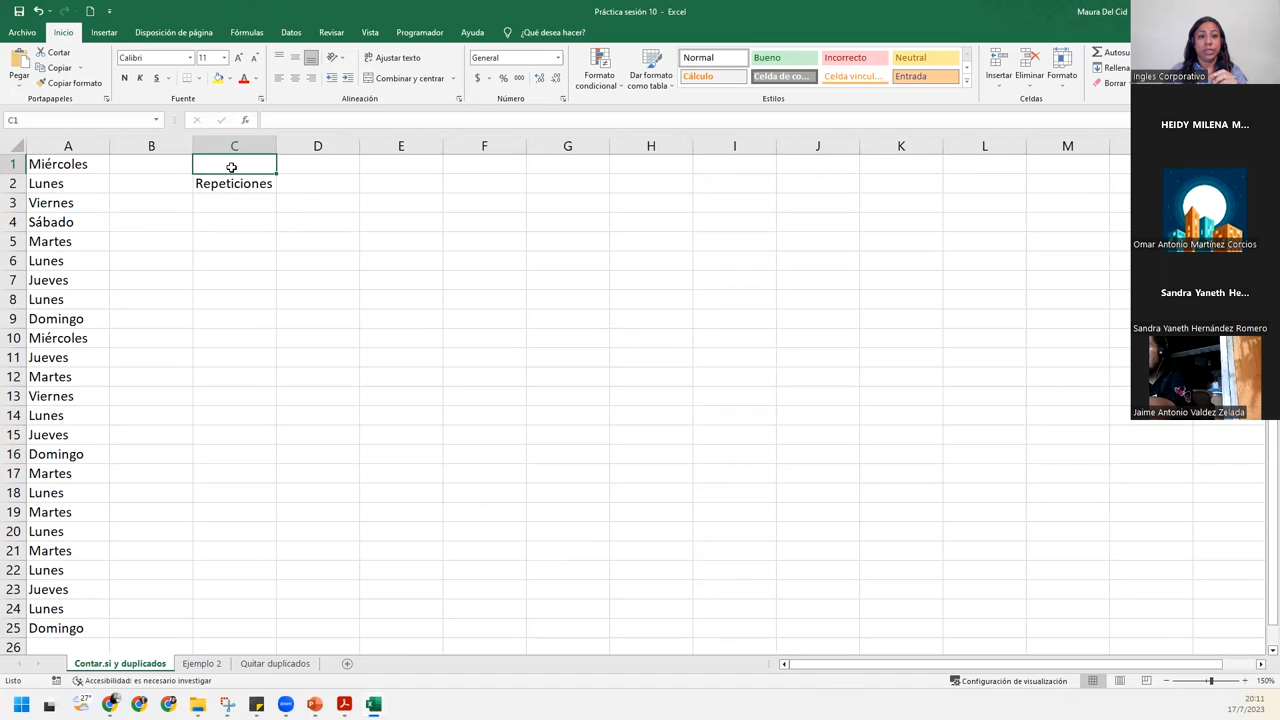 Práctica sesión 10 - Excel
Maura Del Cid
Archivo
Inicio
Insertar
Disposición de página
Fórmulas
Datos
Revisar
Vista
Programador
Ayuda
¿Qué desea hacer?
Pegar
Cortar
Copiar
Copiar formato
Portapapeles
Calibri
11
N K S
Fuente
Ajustar texto
Combinar y centrar
Alineación
General
$ % 000
Número
Formato condicional
Dar formato como tabla
Normal
Bueno
Incorrecto
Neutral
Cálculo
Celda de co...
Celda vincul...
Entrada
Estilos
Insertar
Eliminar
Formato
Celdas
Autosu
Rellena
Borrar
C1
fx
A B C D E F G H I J K L M
1 Miércoles
2 Lunes Repeticiones
3 Viernes
4 Sábado
5 Martes
6 Lunes
7 Jueves
8 Lunes
9 Domingo
10 Miércoles
11 Jueves
12 Martes
13 Viernes
14 Lunes
15 Jueves
16 Domingo
17 Martes
18 Lunes
19 Martes
20 Lunes
21 Martes
22 Lunes
23 Jueves
24 Lunes
25 Domingo
26
Ingles Corporativo
HEIDY MILENA M...
Omar Antonio Martínez Corcios
Sandra Yaneth He...
Sandra Yaneth Hernández Romero
Jaime Antonio Valdez Zelada
Contar.si y duplicados
Ejemplo 2
Quitar duplicados
Listo
Accesibilidad: es necesario investigar
Configuración de visualización
150%
27°
20:11
17/7/2023